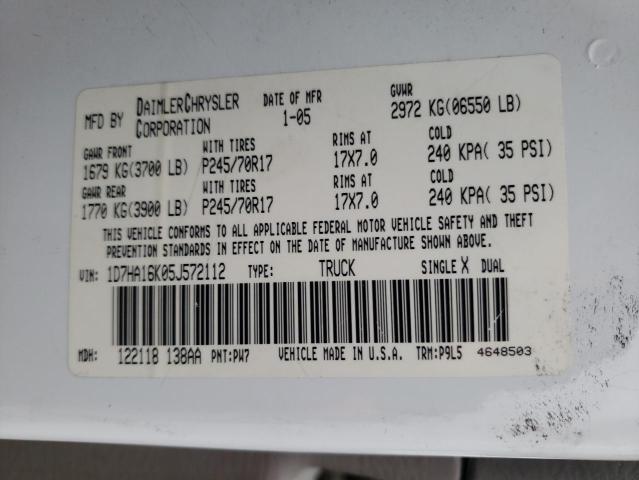 MFD BY DAIMLERCHRYSLER CORPORATION DATE OF MFR 1-05 GVWR 2972 KG(06550 LB)
GAWR FRONT WITH TIRES RIMS AT COLD
1679 KG(3700 LB) P245/70R17 17X7.0 240 KPA( 35 PSI)
GAWR REAR WITH TIRES RIMS AT COLD
1770 KG(3900 LB) P245/70R17 17X7.0 240 KPA( 35 PSI)
THIS VEHICLE CONFORMS TO ALL APPLICABLE FEDERAL MOTOR VEHICLE SAFETY AND THEFT
PREVENTION STANDARDS IN EFFECT ON THE DATE OF MANUFACTURE SHOWN ABOVE.
VIN: 1D7HA16K05J572112 TYPE: TRUCK SINGLE X DUAL
MDH: 122118 138AA PNT:PW7 VEHICLE MADE IN U.S.A. TRM:P9L5 4648503